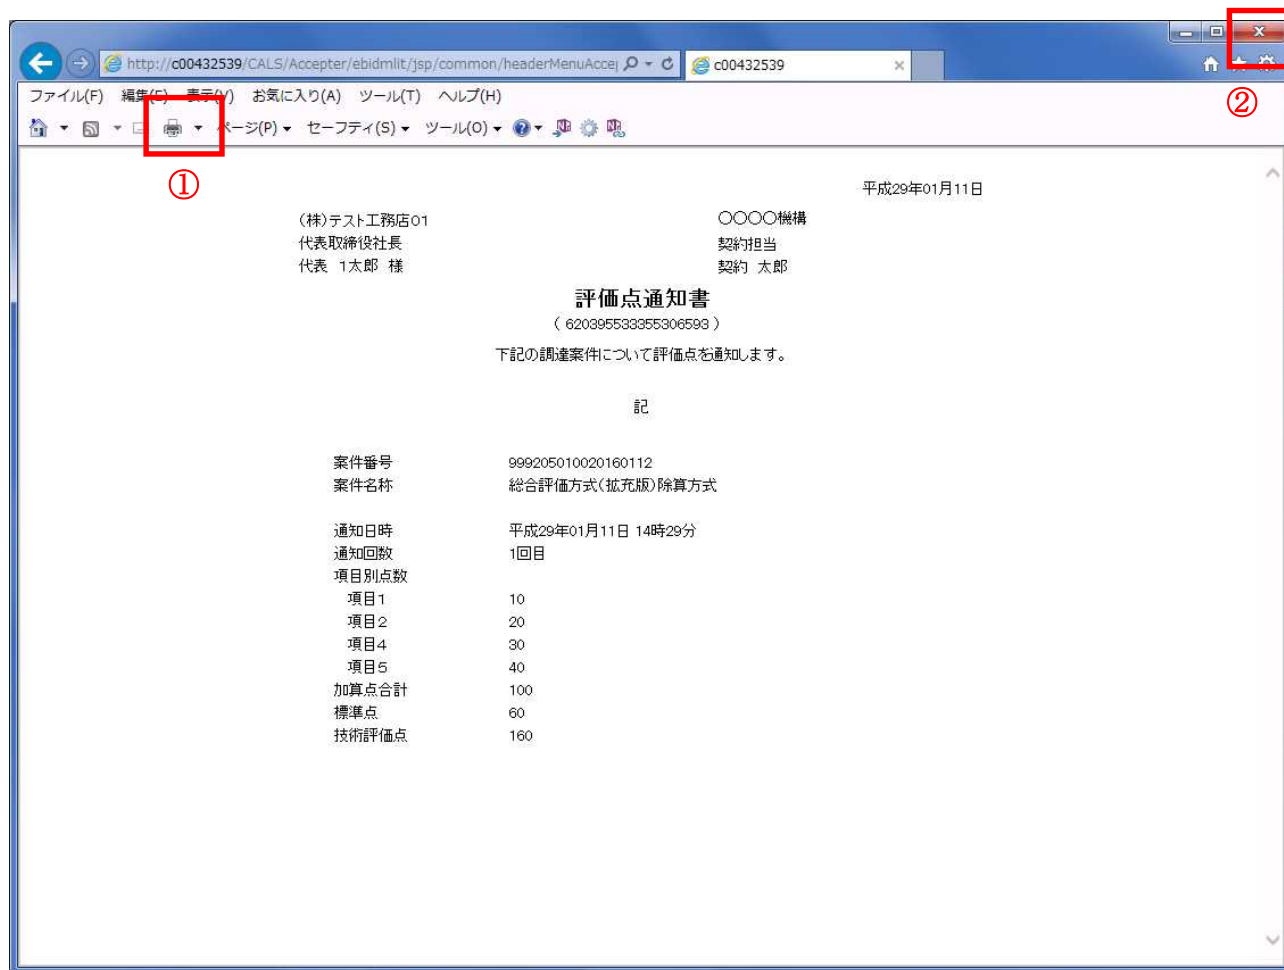 http://c00432539/CALS/Accepter/ebidmlit/jsp/common/headerMenuAccep
c00432539
ファイル(F) 編集(E) 表示(V) お気に入り(A) ツール(T) ヘルプ(H)
②
ページ(P) セーフティ(S) ツール(O)
①
平成29年01月11日
(株)テスト工務店01 〇〇〇〇機構
代表取締役社長 契約担当
代表 1太郎 様 契約 太郎
評価点通知書
( 620395533355306593 )
下記の調達案件について評価点を通知します。
記
案件番号 999205010020160112
案件名称 総合評価方式(拡充版)除算方式
通知日時 平成29年01月11日 14時29分
通知回数 1回目
項目別点数
項目1 10
項目2 20
項目4 30
項目5 40
加算点合計 100
標準点 60
技術評価点 160